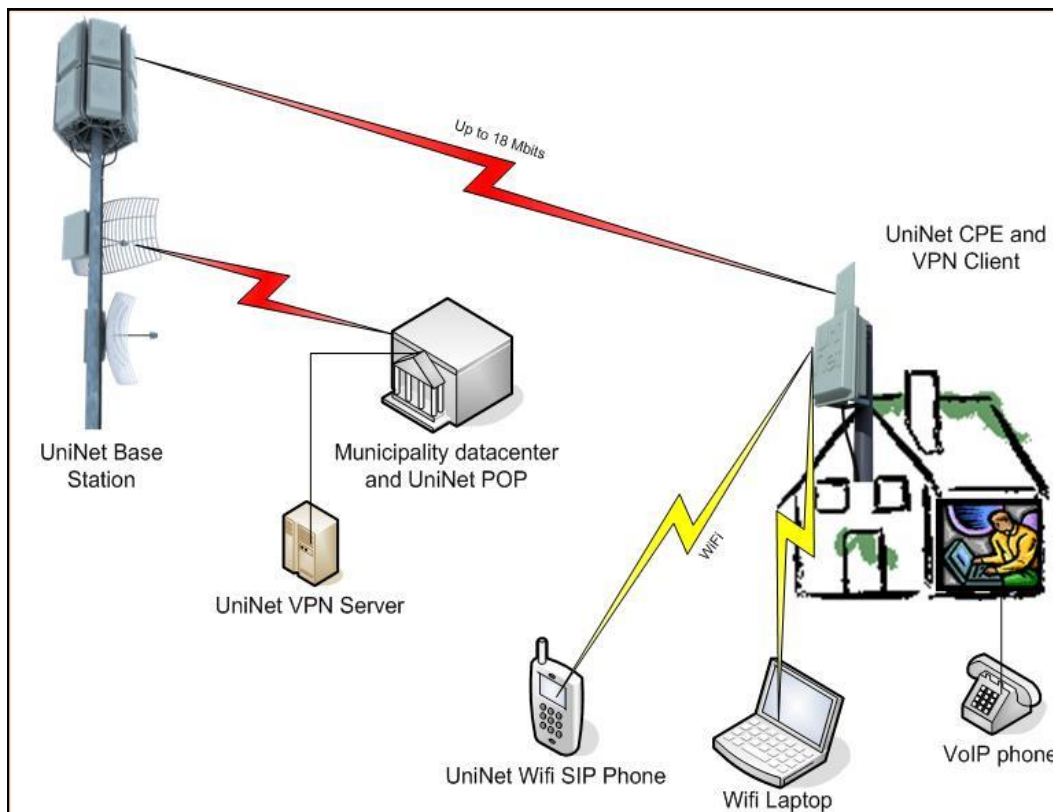 Up to 18 Mbits
UniNet CPE and
VPN Client
UniNet Base
Station
Municipality datacenter
and UniNet POP
WiFi
UniNet VPN Server
UniNet Wifi SIP Phone
Wifi Laptop
VoIP phone